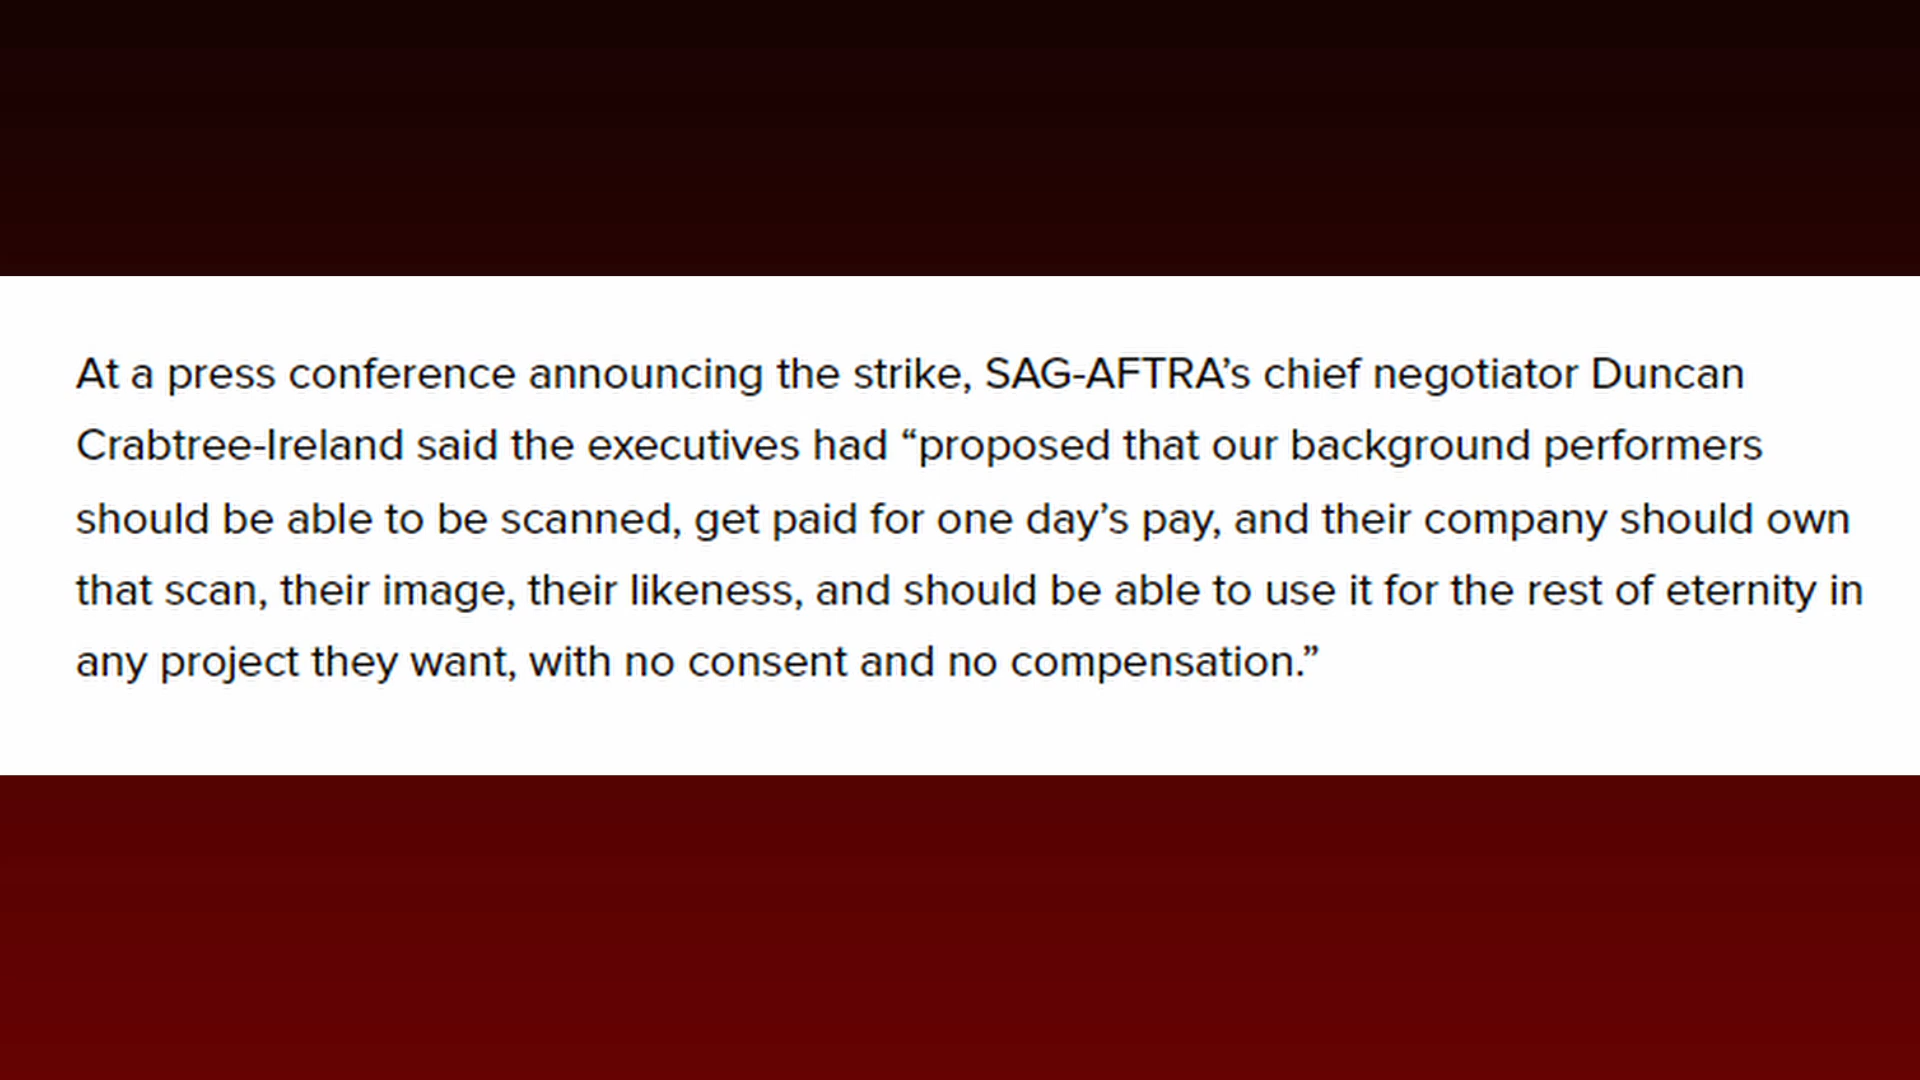 At a press conference announcing the strike, SAG-AFTRA’s chief negotiator Duncan
Crabtree-Ireland said the executives had “proposed that our background performers
should be able to be scanned, get paid for one day’s pay, and their company should own
that scan, their image, their likeness, and should be able to use it for the rest of eternity in
any project they want, with no consent and no compensation.”